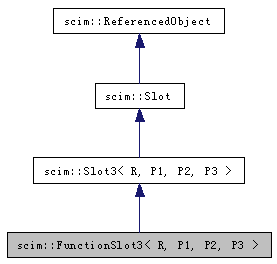 scim::ReferencedObject
scim::Slot
scim::Slot3< R, P1, P2, P3 >
scim::FunctionSlot3< R, P1, P2, P3 >